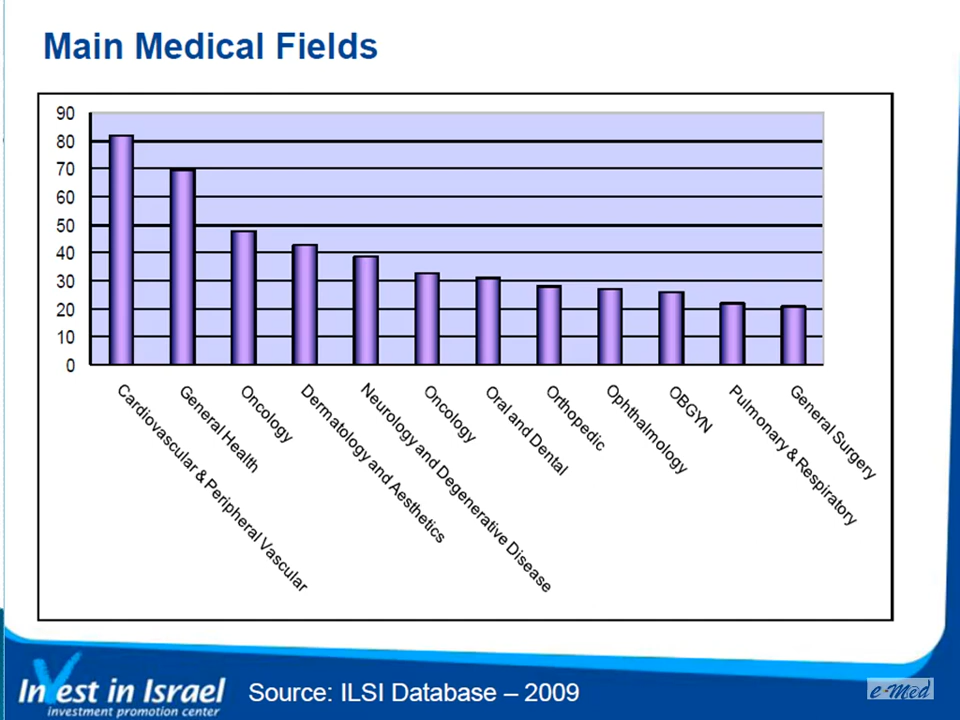 Main Medical Fields
90
80
70
60
50
40
30
20
10
0
Cardiovascular & Peripheral Vascular
General Health
Oncology
Dermatology and Aesthetics
Neurology and Degenerative Disease
Oncology
Oral and Dental
Orthopedic
Ophthalmology
OBGYN
Pulmonary & Respiratory
General Surgery
Invest in Israel
investment promotion center
Source: ILSI Database – 2009
e-Med